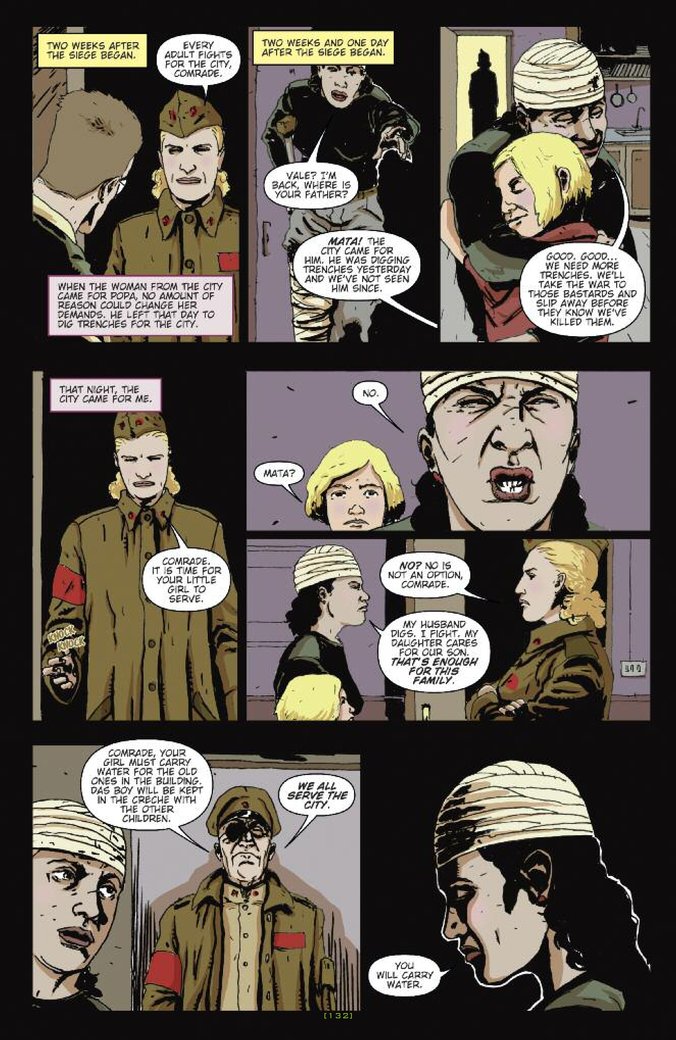 TWO WEEKS AFTER
THE SIEGE BEGAN.
EVERY
ADULT FIGHTS
FOR THE CITY,
COMRADE.
WHEN THE WOMAN FROM THE CITY
CAME FOR POPA, NO AMOUNT OF
REASON COULD CHANGE HER
DEMANDS. HE LEFT THAT DAY TO
DIG TRENCHES FOR THE CITY.
TWO WEEKS AND ONE DAY
AFTER THE SIEGE BEGAN.
VALE? I'M
BACK, WHERE IS
YOUR FATHER?
MATA! THE
CITY CAME FOR
HIM. HE WAS DIGGING
TRENCHES YESTERDAY
AND WE'VE NOT SEEN
HIM SINCE.
GOOD. GOOD...
WE NEED MORE
TRENCHES. WE'LL
TAKE THE WAR TO
THOSE BASTARDS AND
SLIP AWAY BEFORE
THEY KNOW WE'VE
KILLED THEM.
THAT NIGHT, THE
CITY CAME FOR ME.
COMRADE.
IT IS TIME FOR
YOUR LITTLE
GIRL TO
SERVE.
KNOCK
KNOCK
NO.
MATA?
NO? NO IS
NOT AN OPTION,
COMRADE.
MY HUSBAND
DIGS. I FIGHT. MY
DAUGHTER CARES
FOR OUR SON.
THAT'S ENOUGH
FOR THIS
FAMILY.
COMRADE, YOUR
GIRL MUST CARRY
WATER FOR THE OLD
ONES IN THE BUILDING.
DAS BOY WILL BE KEPT
IN THE CRECHE WITH
THE OTHER
CHILDREN.
WE ALL
SERVE THE
CITY.
YOU
WILL CARRY
WATER.
[132]